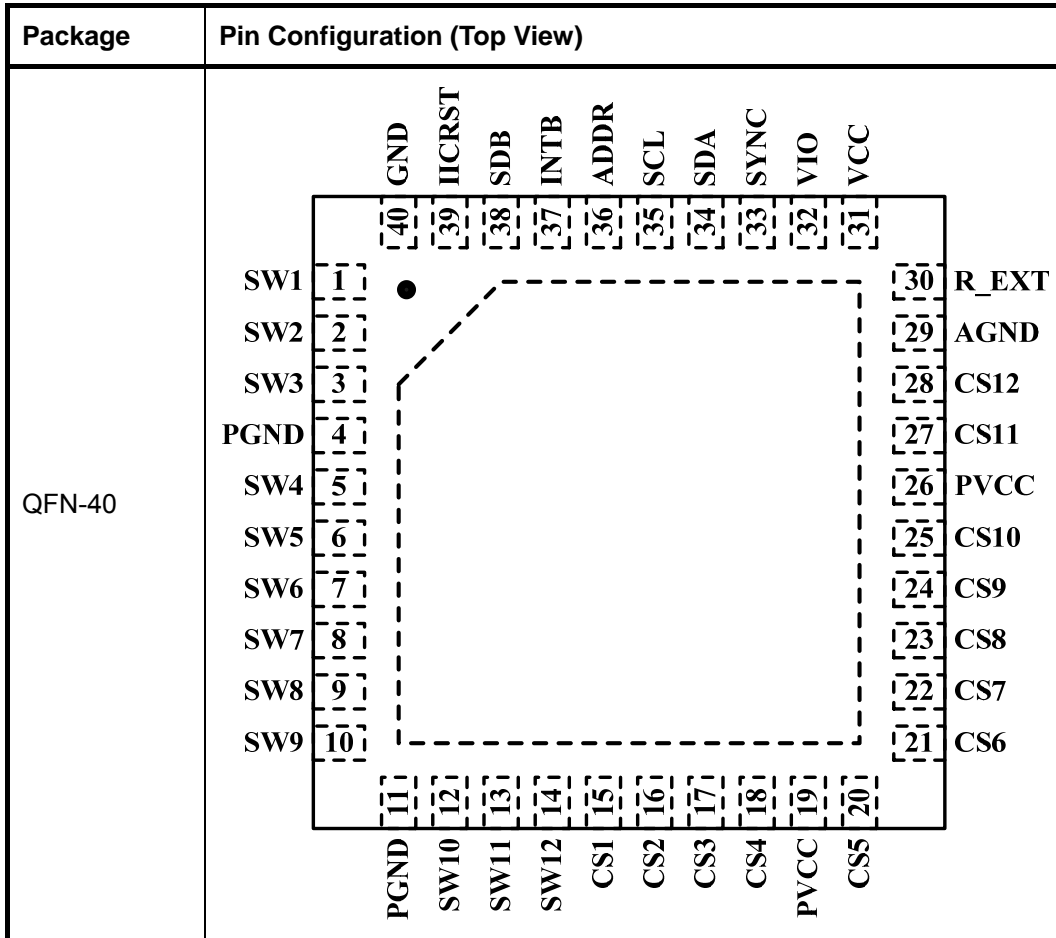 Package
Pin Configuration (Top View)
QFN-40
GND IICRST SDB INTB ADDR SCL SDA SYNC VIO VCC
40 39 38 37 36 35 34 33 32 31
SW1 1 30 R_EXT
SW2 2 29 AGND
SW3 3 28 CS12
PGND 4 27 CS11
SW4 5 26 PVCC
SW5 6 25 CS10
SW6 7 24 CS9
SW7 8 23 CS8
SW8 9 22 CS7
SW9 10 21 CS6
11 12 13 14 15 16 17 18 19 20
PGND SW10 SW11 SW12 CS1 CS2 CS3 CS4 PVCC CS5